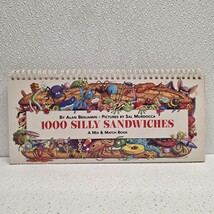 BY ALAN BENJAMIN • PICTURES BY SAL MURDOCCA
1000 SILLY SANDWICHES
A MIX & MATCH BOOK